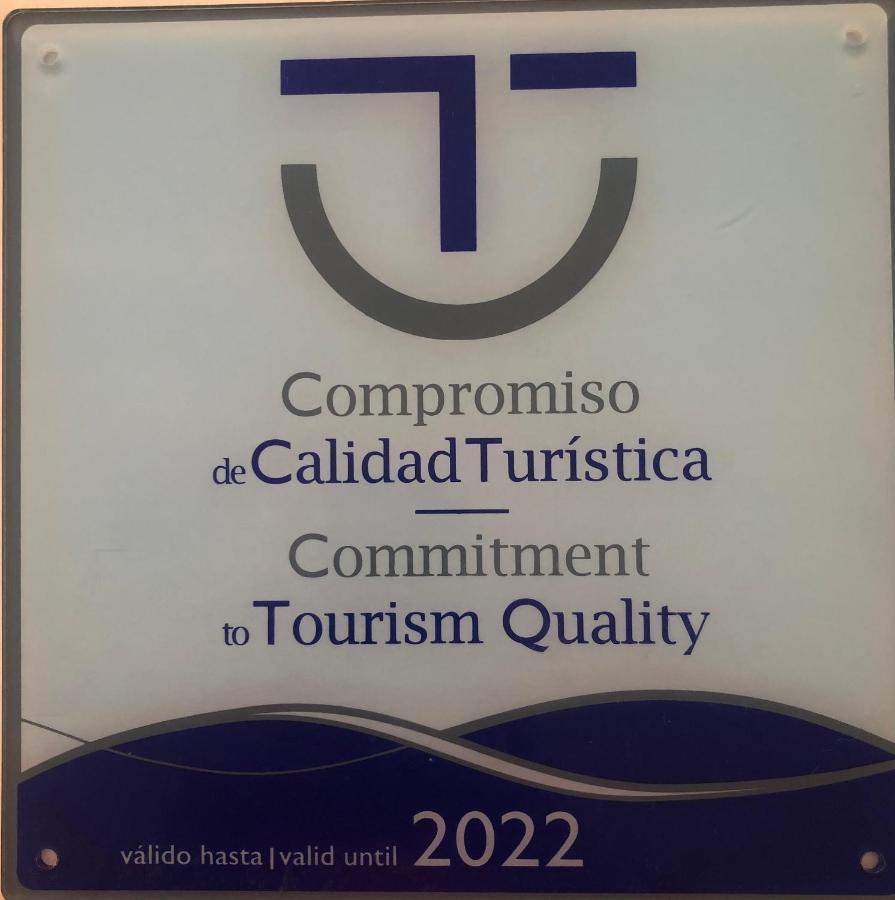 Compromiso
de Calidad Turística
Commitment
to Tourism Quality
válido hasta | valid until 2022